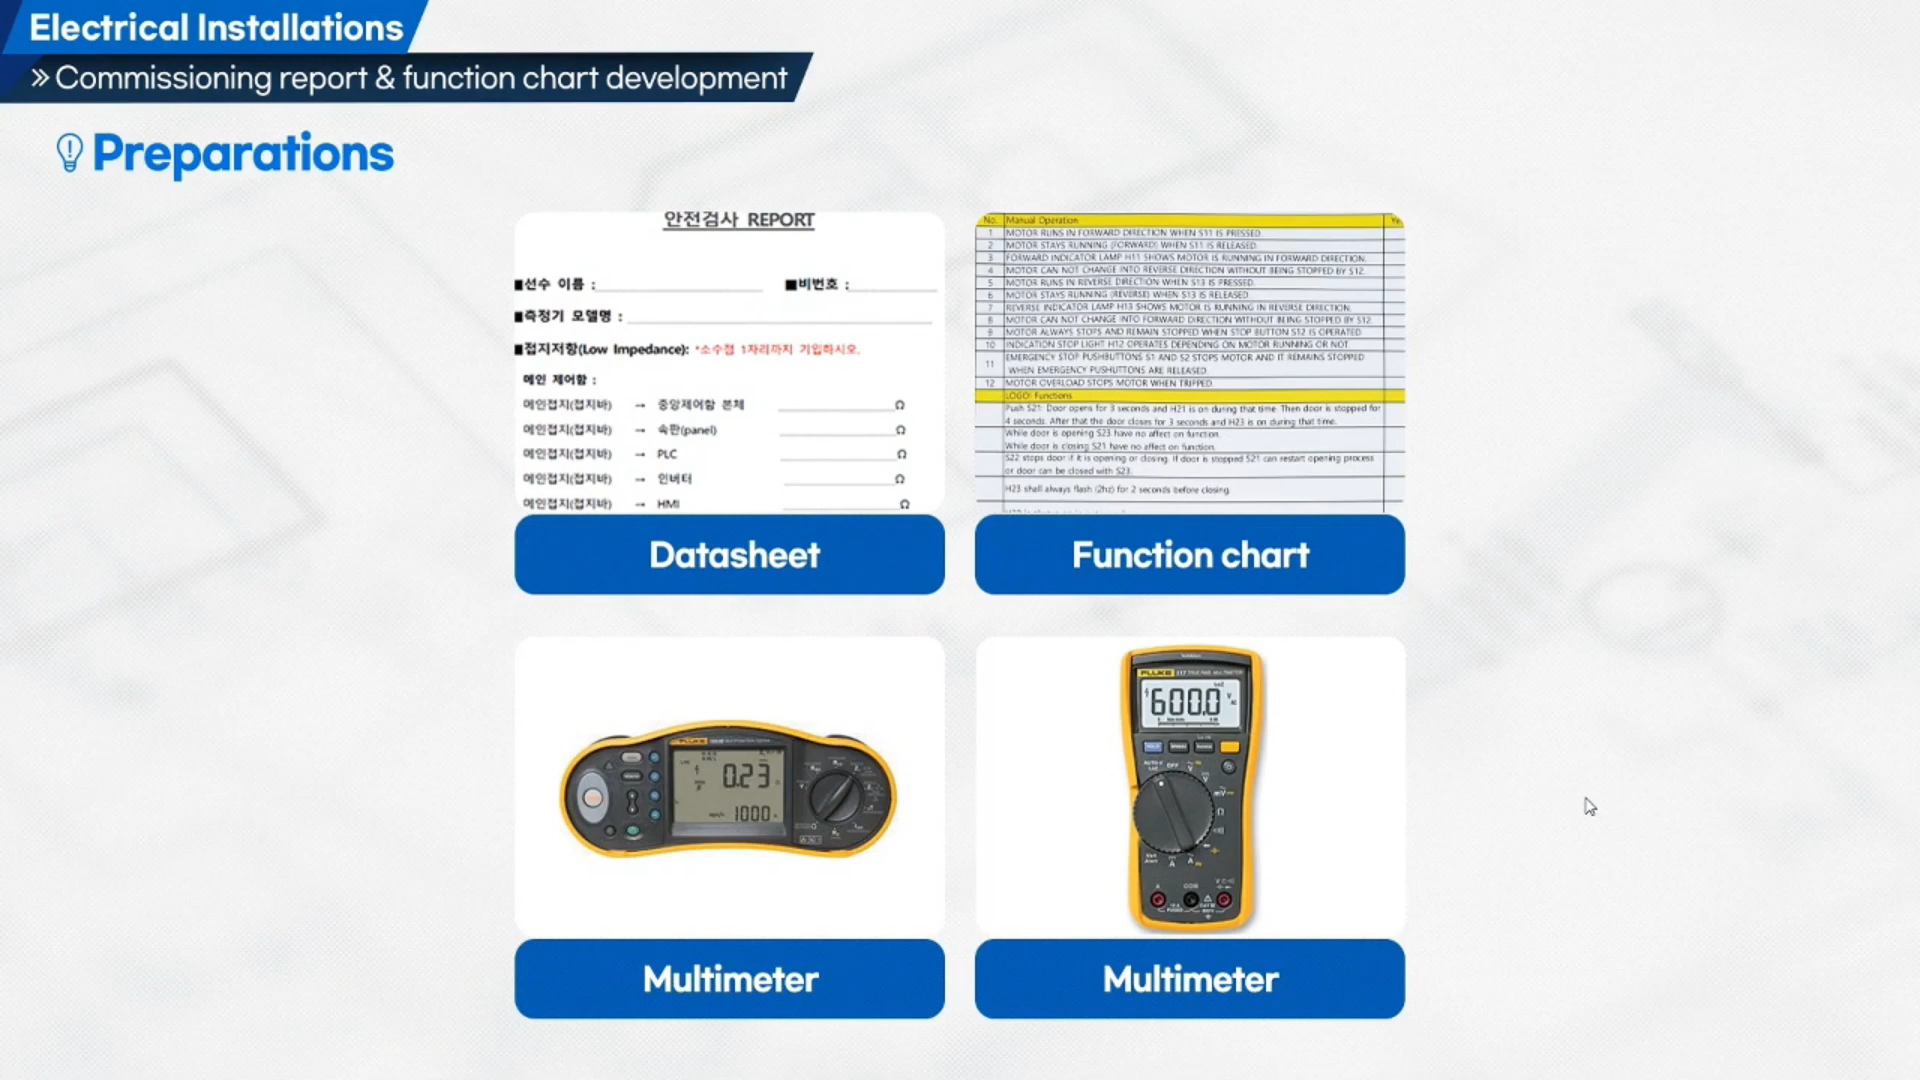 Electrical Installations
» Commissioning report & function chart development
Preparations
안전검사 REPORT
■선수 이름 :
■비번호 :
■측정기 모델명 :
■접지저항(Low Impedance): *소수점 1자리까지 기입하시오.
메인 제어함 :
메인접지(접지바) → 중앙제어함 본체 Ω
메인접지(접지바) → 속판(panel) Ω
메인접지(접지바) → PLC Ω
메인접지(접지바) → 인버터 Ω
메인접지(접지바) → HMI Ω
Datasheet
No. Manual Operation
1 MOTOR RUNS IN FORWARD DIRECTION WHEN S11 IS PRESSED.
2 MOTOR STAYS RUNNING (FORWARD) WHEN S11 IS RELEASED.
3 FORWARD INDICATOR LAMP H11 SHOWS MOTOR IS RUNNING IN FORWARD DIRECTION.
4 MOTOR CAN NOT CHANGE INTO REVERSE DIRECTION WITHOUT BEING STOPPED BY S12.
5 MOTOR RUNS IN REVERSE DIRECTION WHEN S13 IS PRESSED.
6 MOTOR STAYS RUNNING (REVERSE) WHEN S13 IS RELEASED.
7 REVERSE INDICATOR LAMP H13 SHOWS MOTOR IS RUNNING IN REVERSE DIRECTION.
8 MOTOR CAN NOT CHANGE INTO FORWARD DIRECTION WITHOUT BEING STOPPED BY S12.
9 MOTOR ALWAYS STOPS AND REMAIN STOPPED WHEN STOP BUTTON S12 IS OPERATED
10 INDICATION STOP LIGHT H12 OPERATES DEPENDING ON MOTOR RUNNING OR NOT.
11 EMERGENCY STOP PUSHBUTTONS S1 AND S2 STOPS MOTOR AND IT REMAINS STOPPED
WHEN EMERGENCY PUSHUTTONS ARE RELEASED.
12 MOTOR OVERLOAD STOPS MOTOR WHEN TRIPPED.
LOGO! Functions
Push S21: Door opens for 3 seconds and H21 is on during that time. Then door is stopped for
4 seconds. After that the door closes for 3 seconds and H23 is on during that time.
While door is opening S23 have no affect on function.
While door is closing S21 have no affect on function.
S22 stops door if it is opening or closing. If door is stopped S21 can restart opening process
or door can be closed with S23.
H23 shall always flash (2hz) for 2 seconds before closing.
Function chart
FLUKE
0.23
1000
Multimeter
FLUKE 117 TRUE RMS MULTIMETER
600.0
OFF
COM
Multimeter